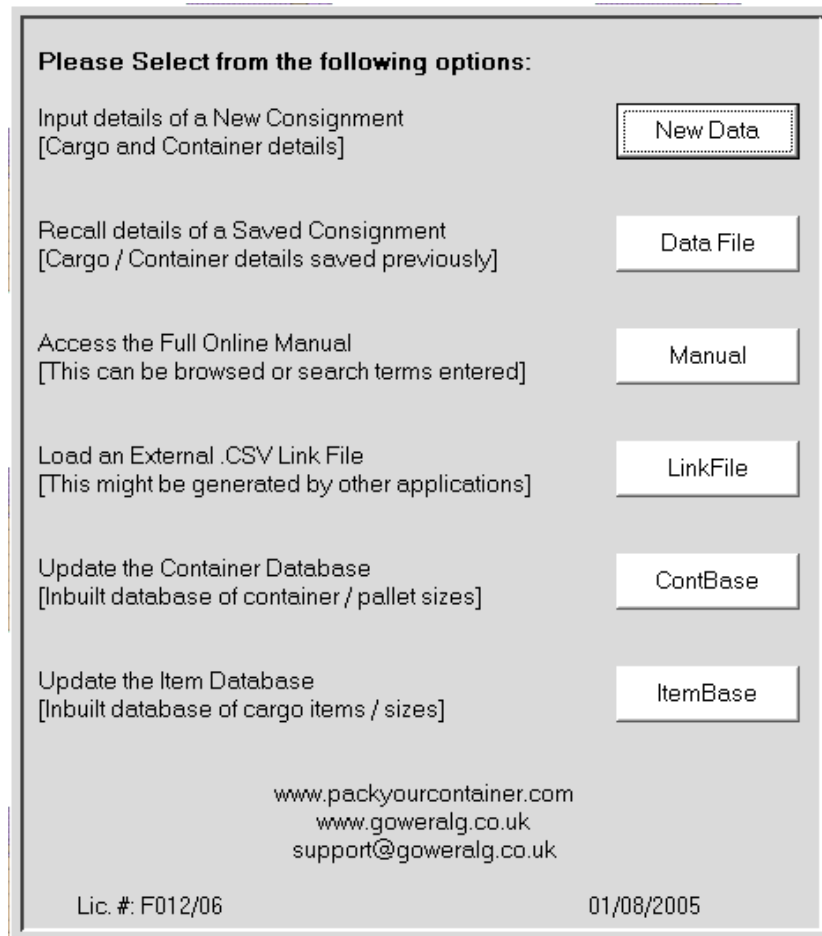 Please Select from the following options:
Input details of a New Consignment
[Cargo and Container details]
New Data
Recall details of a Saved Consignment
[Cargo / Container details saved previously]
Data File
Access the Full Online Manual
[This can be browsed or search terms entered]
Manual
Load an External .CSV Link File
[This might be generated by other applications]
LinkFile
Update the Container Database
[Inbuilt database of container / pallet sizes]
ContBase
Update the Item Database
[Inbuilt database of cargo items / sizes]
ItemBase
www.packyourcontainer.com
www.goweralg.co.uk
support@goweralg.co.uk
Lic. #: F012/06 01/08/2005